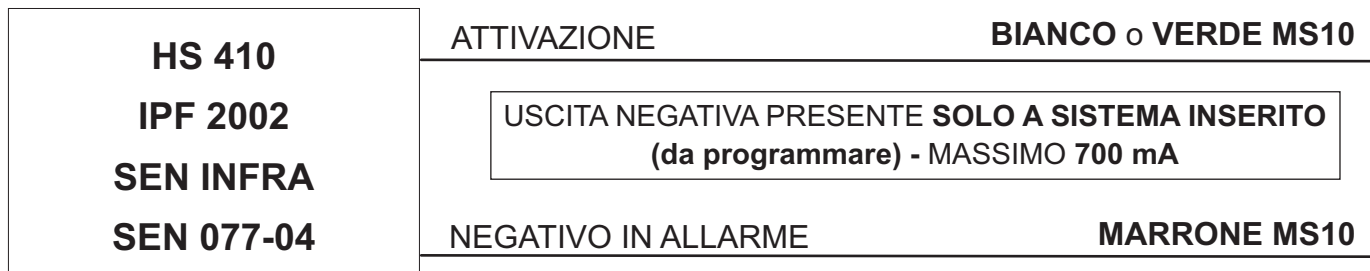 HS 410
IPF 2002
SEN INFRA
SEN 077-04
ATTIVAZIONE
BIANCO o VERDE MS10
USCITA NEGATIVA PRESENTE SOLO A SISTEMA INSERITO
(da programmare) - MASSIMO 700 mA
NEGATIVO IN ALLARME
MARRONE MS10